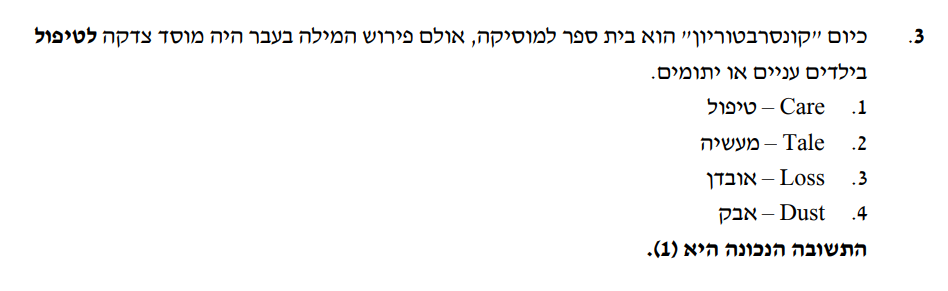 3. כיום "קונסרבטוריון" הוא בית ספר למוסיקה, אולם פירוש המילה בעבר היה מוסד צדקה לטיפול
בילדים עניים או יתומים.
1. Care – טיפול
2. Tale – מעשיה
3. Loss – אובדן
4. Dust – אבק
התשובה הנכונה היא (1).